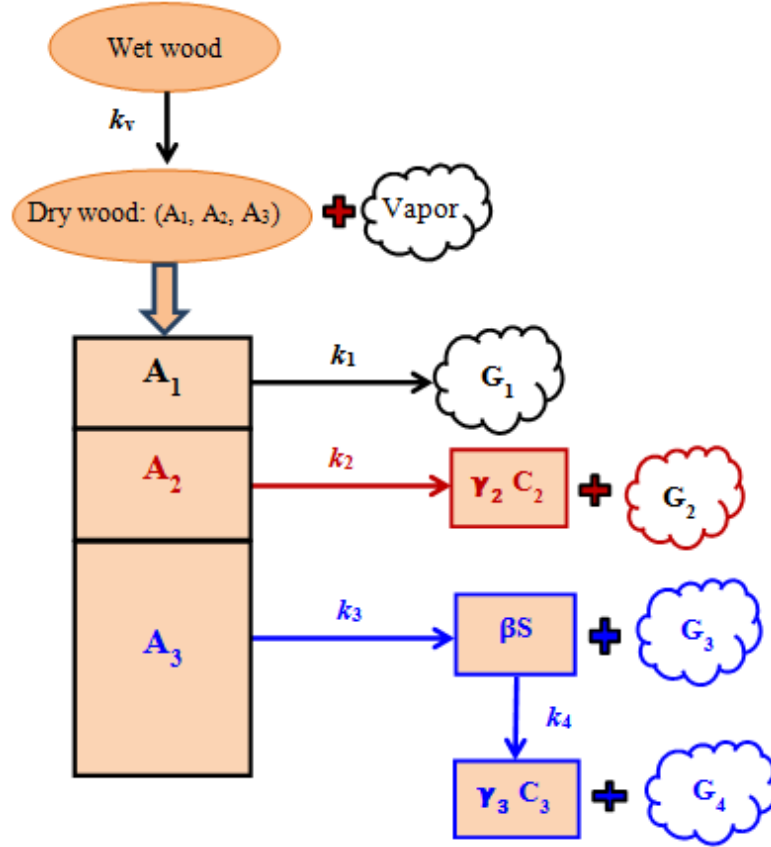 Wet wood
kv
Dry wood: (A1, A2, A3)
Vapor
A1
k1
G1
A2
k2
γ2 C2
G2
A3
k3
βS
G3
k4
γ3 C3
G4